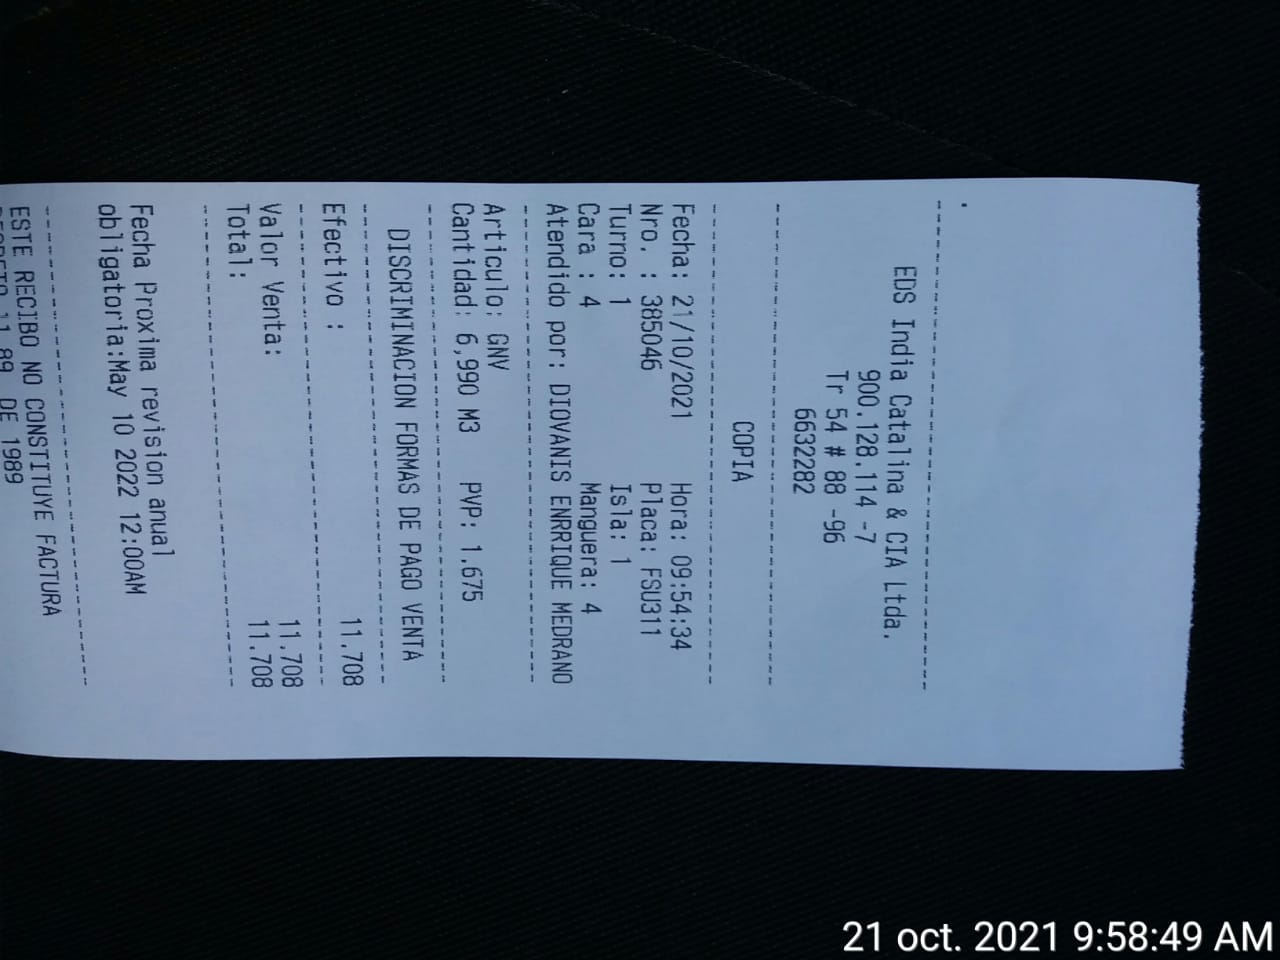 EDS India Catalina & CIA Ltda.
900.128.114 -7
Tr 54 # 88 -96
6632282
COPIA
Fecha: 21/10/2021 Hora: 09:54:34
Nro. : 385046 Placa: FSU311
Turno: 1 Isla: 1
Cara : 4 Manguera: 4
Atendido por: DIOVANIS ENRRIQUE MEDRANO
Articulo: GNV
Cantidad: 6,990 M3 PVP: 1.675
DISCRIMINACION FORMAS DE PAGO VENTA
Efectivo : 11.708
Valor Venta: 11.708
Total: 11.708
Fecha Proxima revision anual
obligatoria:May 10 2022 12:00AM
ESTE RECIBO NO CONSTITUYE FACTURA
DE 1989
21 oct. 2021 9:58:49 AM